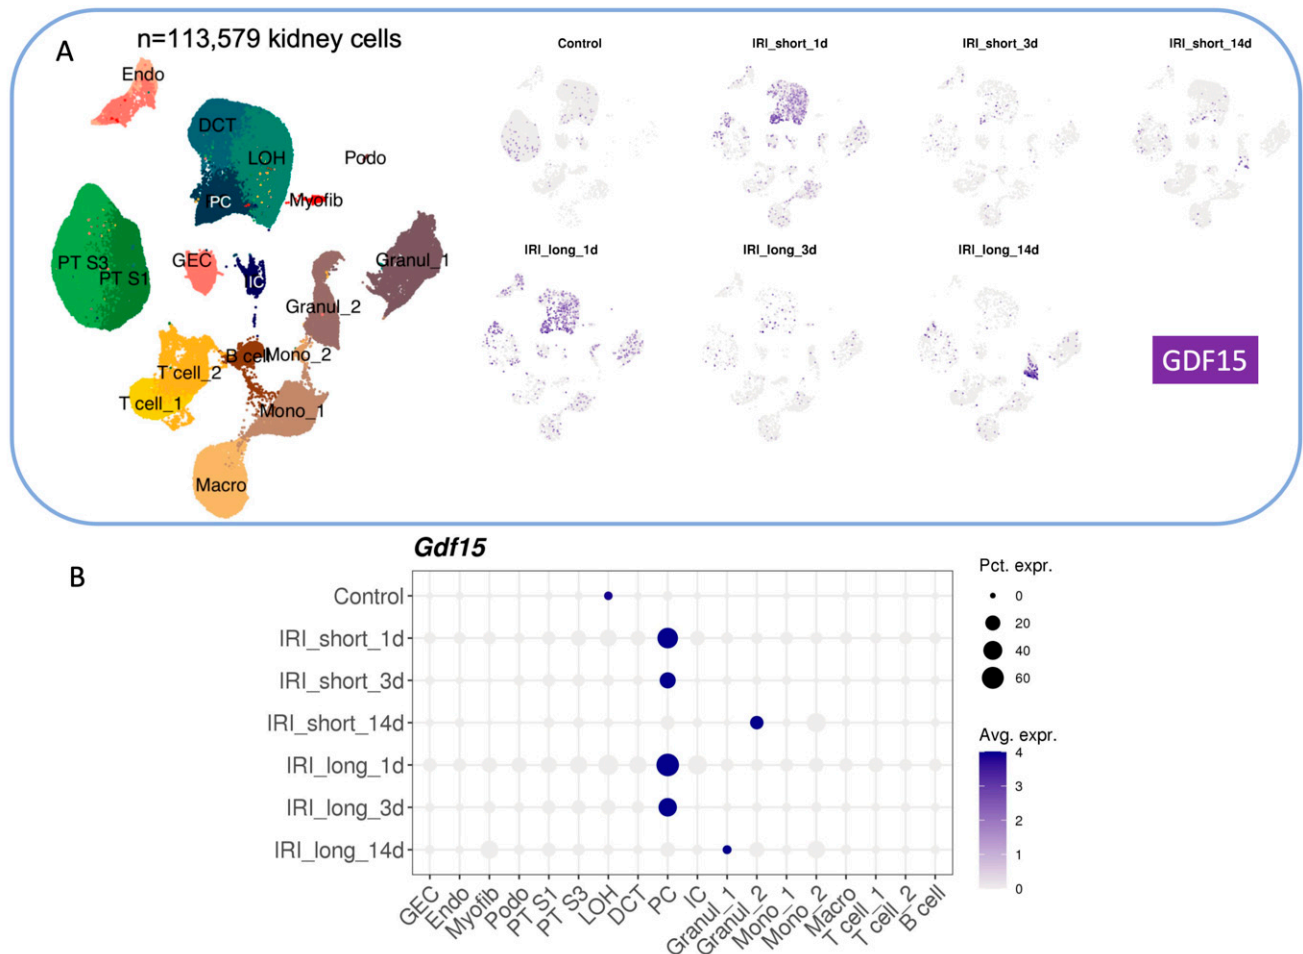 A
n=113,579 kidney cells
Endo
DCT
LOH
Podo
PC
Myofib
PT S3
PT S1
GEC
IC
Granul_1
Granul_2
B cell
Mono_2
T cell_2
T cell_1
Mono_1
Macro
Control
IRI_short_1d
IRI_short_3d
IRI_short_14d
IRI_long_1d
IRI_long_3d
IRI_long_14d
GDF15
B
Gdf15
Control
IRI_short_1d
IRI_short_3d
IRI_short_14d
IRI_long_1d
IRI_long_3d
IRI_long_14d
GEC
Endo
Myofib
Podo
PT S1
PT S3
LOH
DCT
PC
IC
Granul_1
Granul_2
Mono_1
Mono_2
Macro
T cell_1
T cell_2
B cell
Pct. expr.
0
20
40
60
Avg. expr.
4
3
2
1
0